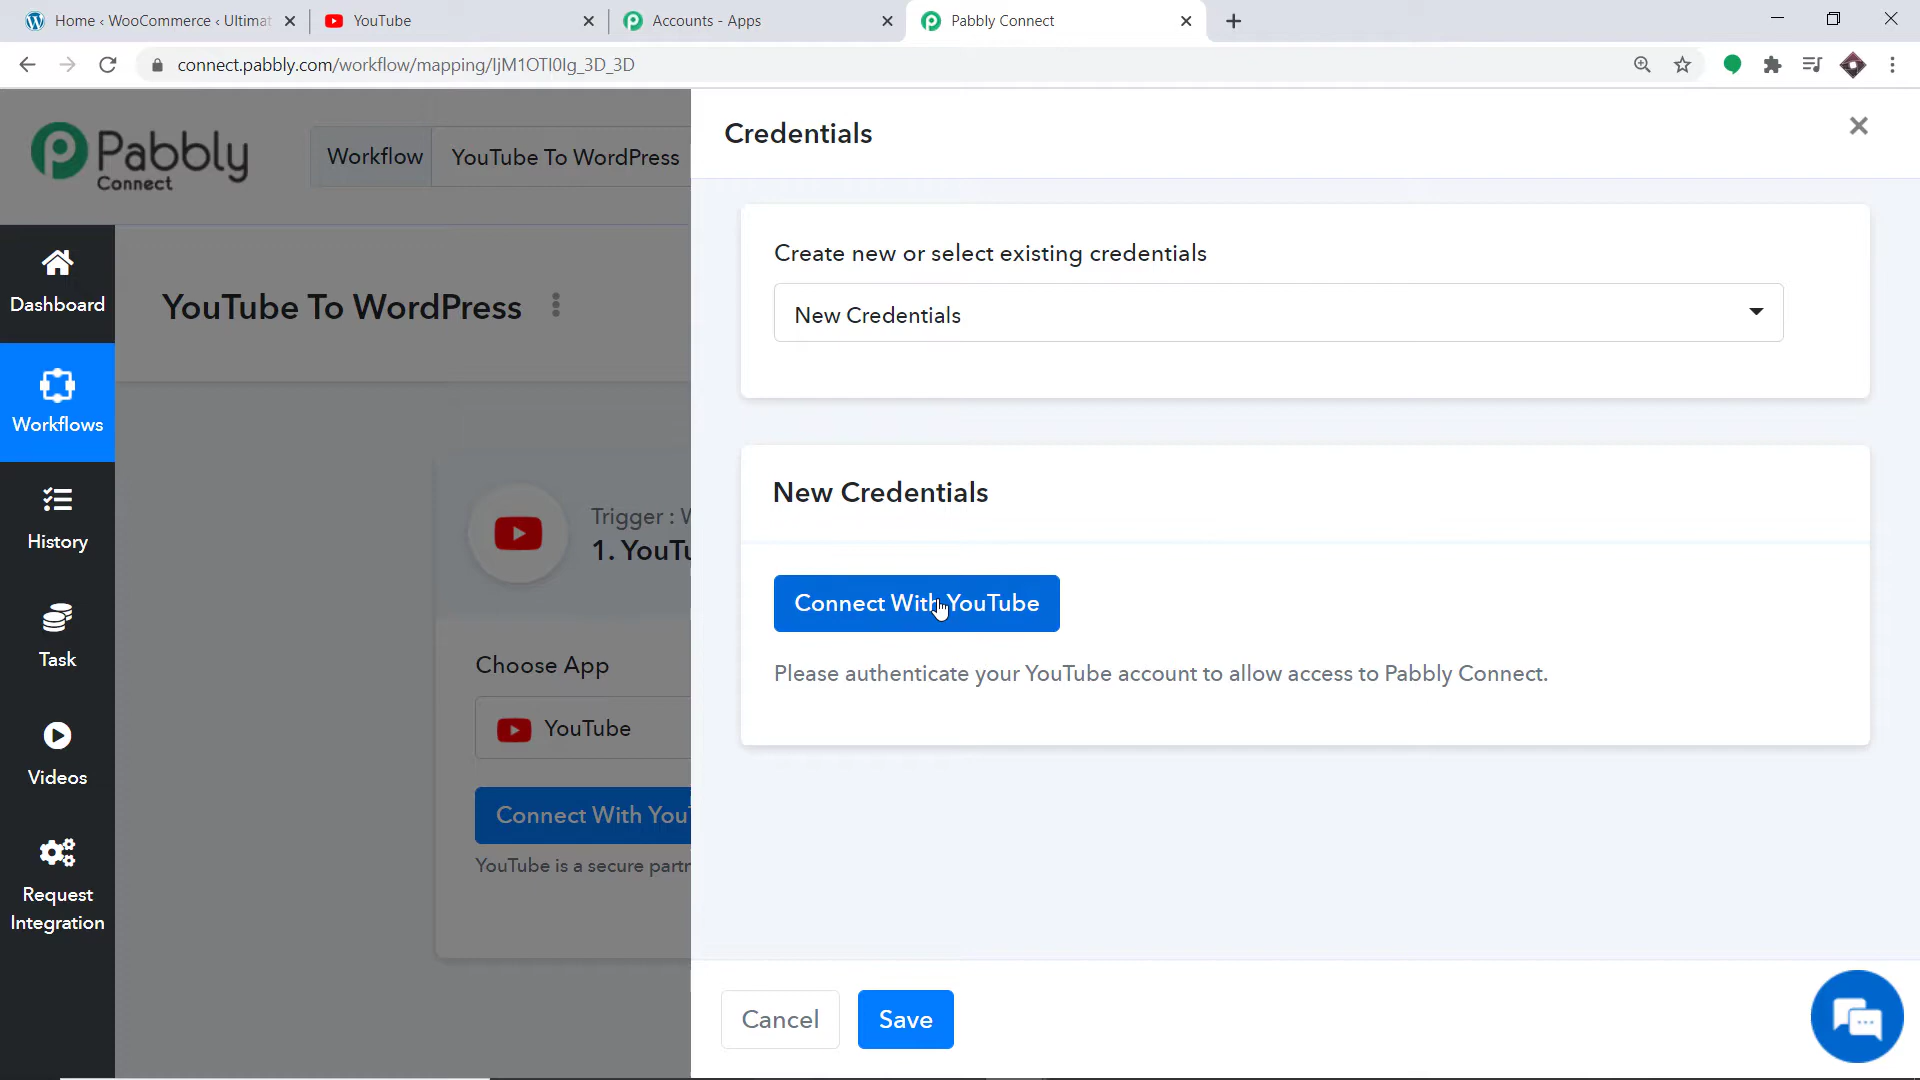 Home ‹ WooCommerce ‹ Ultimat
YouTube
Accounts - Apps
Pabbly Connect
connect.pabbly.com/workflow/mapping/IjM1OTI0Ig_3D_3D
Pabbly
Connect
Workflow
YouTube To WordPress
Credentials
Create new or select existing credentials
New Credentials
Dashboard
YouTube To WordPress
Workflows
New Credentials
History
Trigger : W
1. YouTu
Connect With YouTube
Task
Choose App
Please authenticate your YouTube account to allow access to Pabbly Connect.
YouTube
Videos
Connect With YouT
YouTube is a secure partn
Request
Integration
Cancel
Save